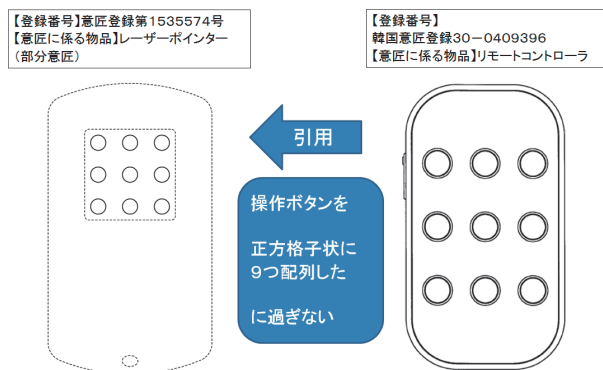 【登録番号】意匠登録第1535574号
【意匠に係る物品】レーザーポインター
（部分意匠）
【登録番号】
韓国意匠登録30－0409396
【意匠に係る物品】リモートコントローラ
引用
操作ボタンを
正方格子状に
９つ配列した
に過ぎない